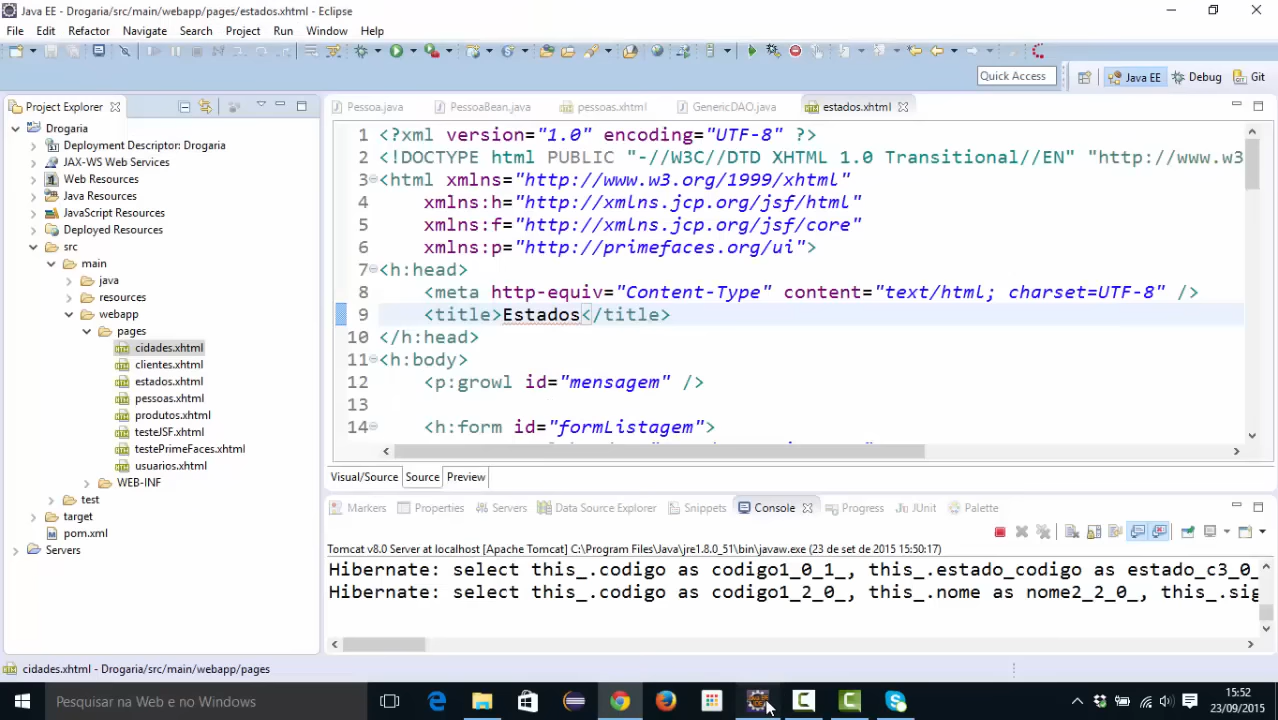 Java EE - Drogaria/src/main/webapp/pages/estados.xhtml - Eclipse
File Edit Refactor Navigate Search Project Run Window Help
Quick Access
Java EE
Debug
Git
Project Explorer
Drogaria
Deployment Descriptor: Drogaria
JAX-WS Web Services
Web Resources
Java Resources
JavaScript Resources
Deployed Resources
src
main
java
resources
webapp
pages
cidades.xhtml
clientes.xhtml
estados.xhtml
pessoas.xhtml
produtos.xhtml
testeJSF.xhtml
testePrimeFaces.xhtml
usuarios.xhtml
WEB-INF
test
target
pom.xml
Servers
Pessoa.java PessoaBean.java pessoas.xhtml GenericDAO.java estados.xhtml
1 <?xml version="1.0" encoding="UTF-8" ?>
2 <!DOCTYPE html PUBLIC "-//W3C//DTD XHTML 1.0 Transitional//EN" "http://www.w3
3 <html xmlns="http://www.w3.org/1999/xhtml"
4 xmlns:h="http://xmlns.jcp.org/jsf/html"
5 xmlns:f="http://xmlns.jcp.org/jsf/core"
6 xmlns:p="http://primefaces.org/ui">
7 <h:head>
8 <meta http-equiv="Content-Type" content="text/html; charset=UTF-8" />
9 <title>Estados</title>
10 </h:head>
11 <h:body>
12 <p:growl id="mensagem" />
13
14 <h:form id="formListagem">
Visual/Source Source Preview
Markers Properties Servers Data Source Explorer Snippets Console Progress JUnit Palette
Tomcat v8.0 Server at localhost [Apache Tomcat] C:\Program Files\Java\jre1.8.0_51\bin\javaw.exe (23 de set de 2015 15:50:17)
Hibernate: select this_.codigo as codigo1_0_1_, this_.estado_codigo as estado_c3_0_
Hibernate: select this_.codigo as codigo1_2_0_, this_.nome as nome2_2_0_, this_.sig
cidades.xhtml - Drogaria/src/main/webapp/pages
Pesquisar na Web e no Windows
15:52
23/09/2015